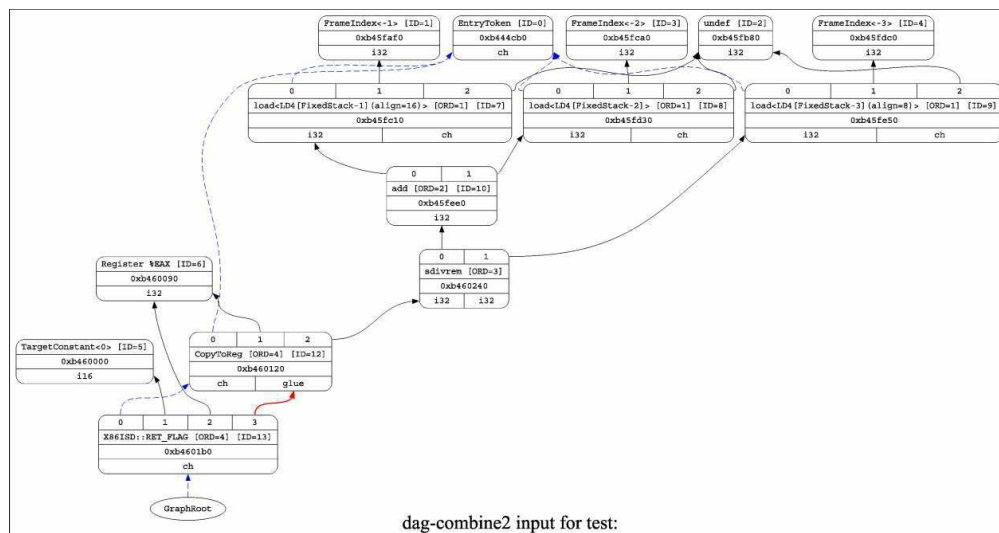 FrameIndex<-1> [ID=1]
0xb45faf0
i32
EntryToken [ID=0]
0xb444cb0
ch
FrameIndex<-2> [ID=3]
0xb45fca0
i32
undef [ID=2]
0xb45fb80
i32
FrameIndex<-3> [ID=4]
0xb45fdc0
i32
0 1 2
load<LD4[FixedStack-1](align=16)> [ORD=1] [ID=7]
0xb45fc10
i32 ch
0 1 2
load<LD4[FixedStack-2]> [ORD=1] [ID=8]
0xb45fd30
i32 ch
0 1 2
load<LD4[FixedStack-3](align=8)> [ORD=1] [ID=9]
0xb45fe50
i32 ch
0 1
add [ORD=2] [ID=10]
0xb45fee0
i32
0 1
sdivrem [ORD=3]
0xb460240
i32 i32
Register %EAX [ID=6]
0xb460090
i32
0 1 2
CopyToReg [ORD=4] [ID=12]
0xb460120
ch glue
TargetConstant<0> [ID=5]
0xb460000
i16
0 1 2 3
X86ISD::RET_FLAG [ORD=4] [ID=13]
0xb4601b0
ch
GraphRoot
dag-combine2 input for test: